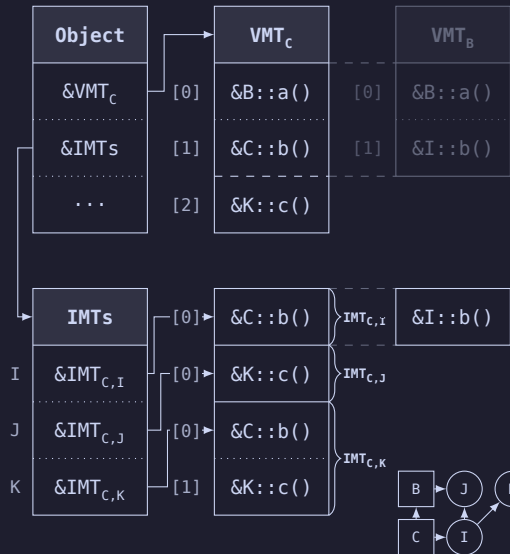 Object VMT_C VMT_B
&VMT_C [0] &B::a() [0] &B::a()
&IMTs [1] &C::b() [1] &I::b()
... [2] &K::c()
IMTs [0] &C::b() IMT_C,I &I::b()
I &IMT_C,I [0] &K::c() IMT_C,J
J &IMT_C,J [0] &C::b()
K &IMT_C,K [1] &K::c() IMT_C,K
B J
C I